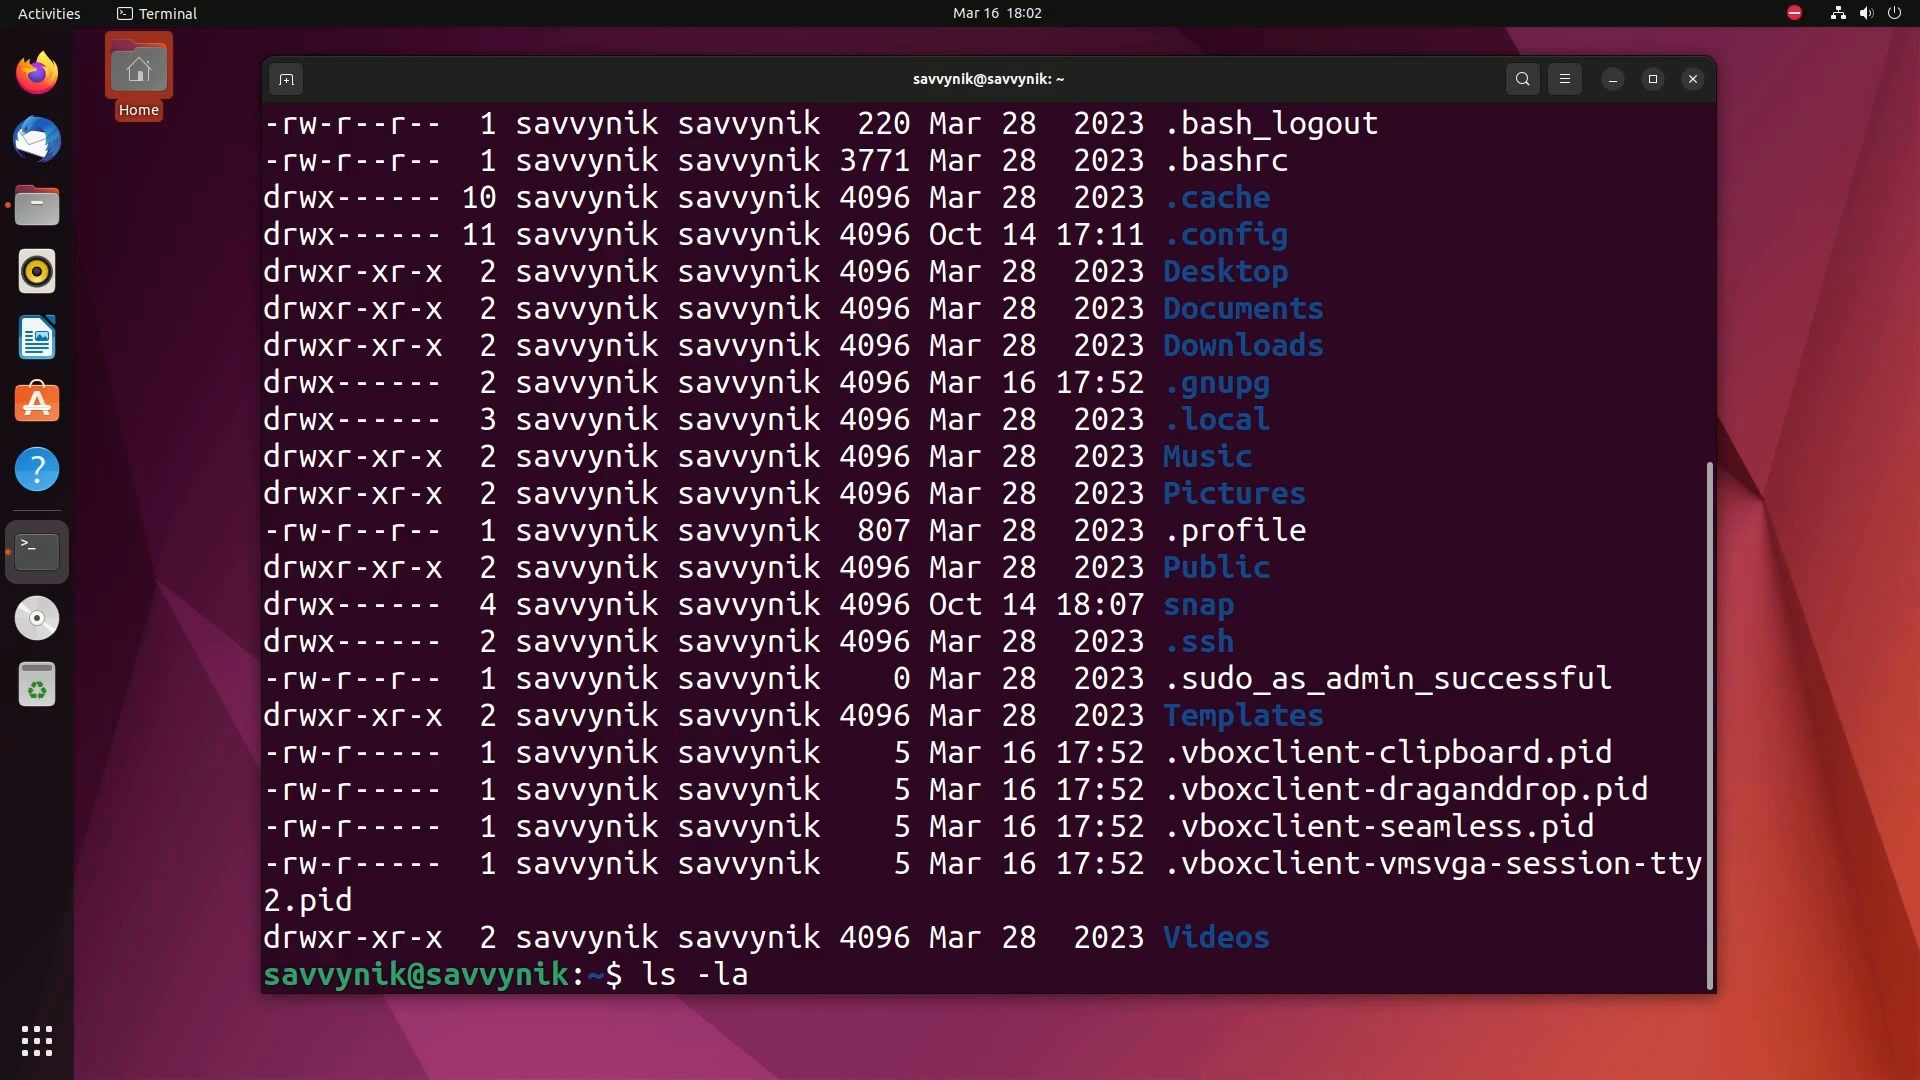 Activities Terminal Mar 16 18:02
Home
savvynik@savvynik: ~
-rw-r--r--  1 savvynik savvynik  220 Mar 28  2023 .bash_logout
-rw-r--r--  1 savvynik savvynik 3771 Mar 28  2023 .bashrc
drwx------ 10 savvynik savvynik 4096 Mar 28  2023 .cache
drwx------ 11 savvynik savvynik 4096 Oct 14 17:11 .config
drwxr-xr-x  2 savvynik savvynik 4096 Mar 28  2023 Desktop
drwxr-xr-x  2 savvynik savvynik 4096 Mar 28  2023 Documents
drwxr-xr-x  2 savvynik savvynik 4096 Mar 28  2023 Downloads
drwx------  2 savvynik savvynik 4096 Mar 16 17:52 .gnupg
drwx------  3 savvynik savvynik 4096 Mar 28  2023 .local
drwxr-xr-x  2 savvynik savvynik 4096 Mar 28  2023 Music
drwxr-xr-x  2 savvynik savvynik 4096 Mar 28  2023 Pictures
-rw-r--r--  1 savvynik savvynik  807 Mar 28  2023 .profile
drwxr-xr-x  2 savvynik savvynik 4096 Mar 28  2023 Public
drwx------  4 savvynik savvynik 4096 Oct 14 18:07 snap
drwx------  2 savvynik savvynik 4096 Mar 28  2023 .ssh
-rw-r--r--  1 savvynik savvynik    0 Mar 28  2023 .sudo_as_admin_successful
drwxr-xr-x  2 savvynik savvynik 4096 Mar 28  2023 Templates
-rw-r-----  1 savvynik savvynik    5 Mar 16 17:52 .vboxclient-clipboard.pid
-rw-r-----  1 savvynik savvynik    5 Mar 16 17:52 .vboxclient-draganddrop.pid
-rw-r-----  1 savvynik savvynik    5 Mar 16 17:52 .vboxclient-seamless.pid
-rw-r-----  1 savvynik savvynik    5 Mar 16 17:52 .vboxclient-vmsvga-session-tty
2.pid
drwxr-xr-x  2 savvynik savvynik 4096 Mar 28  2023 Videos
savvynik@savvynik:~$ ls -la